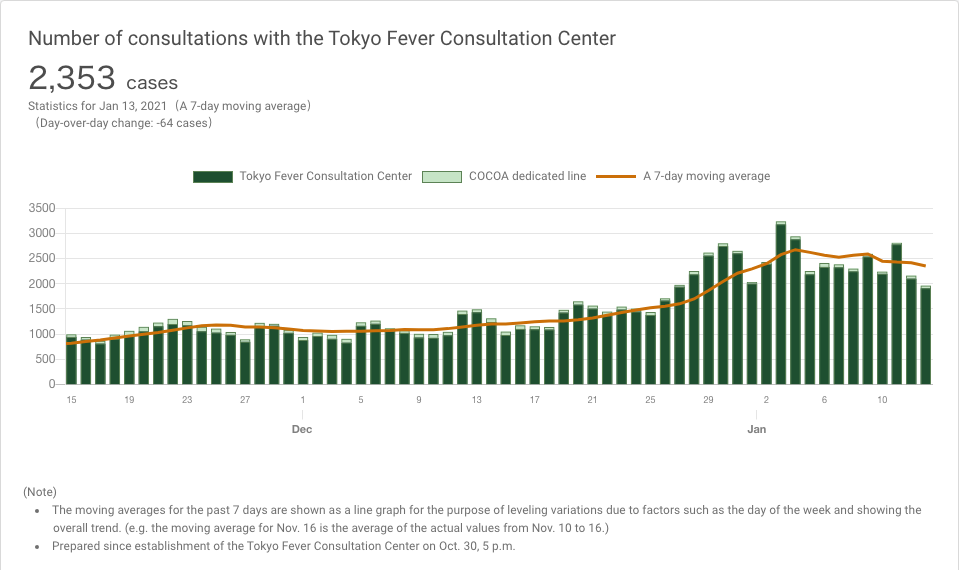 Number of consultations with the Tokyo Fever Consultation Center
2,353 cases
Statistics for Jan 13, 2021（A 7-day moving average）
（Day-over-day change: -64 cases）
Tokyo Fever Consultation Center
COCOA dedicated line
A 7-day moving average
3500
3000
2500
2000
1500
1000
500
0
15 19 23 27 1 5 9 13 17 21 25 29 2 6 10
Dec Jan
(Note)
• The moving averages for the past 7 days are shown as a line graph for the purpose of leveling variations due to factors such as the day of the week and showing the
overall trend. (e.g. the moving average for Nov. 16 is the average of the actual values from Nov. 10 to 16.)
• Prepared since establishment of the Tokyo Fever Consultation Center on Oct. 30, 5 p.m.